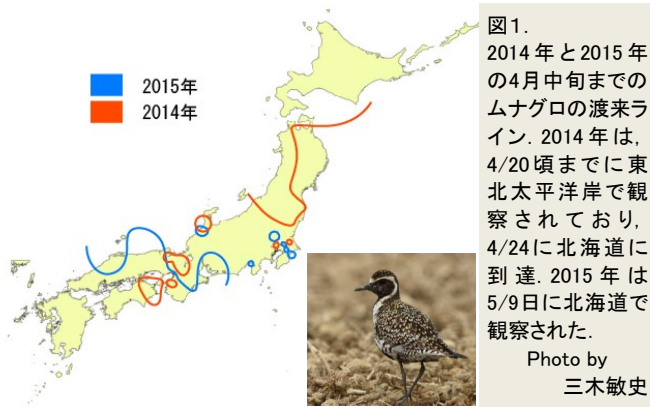 2015年
2014年
図1.
2014年と2015年
の4月中旬までの
ムナグロの渡来ラ
イン. 2014年は,
4/20頃までに東
北太平洋岸で観
察されており,
4/24に北海道に
到達. 2015年は
5/9日に北海道で
観察された.
Photo by
三木敏史